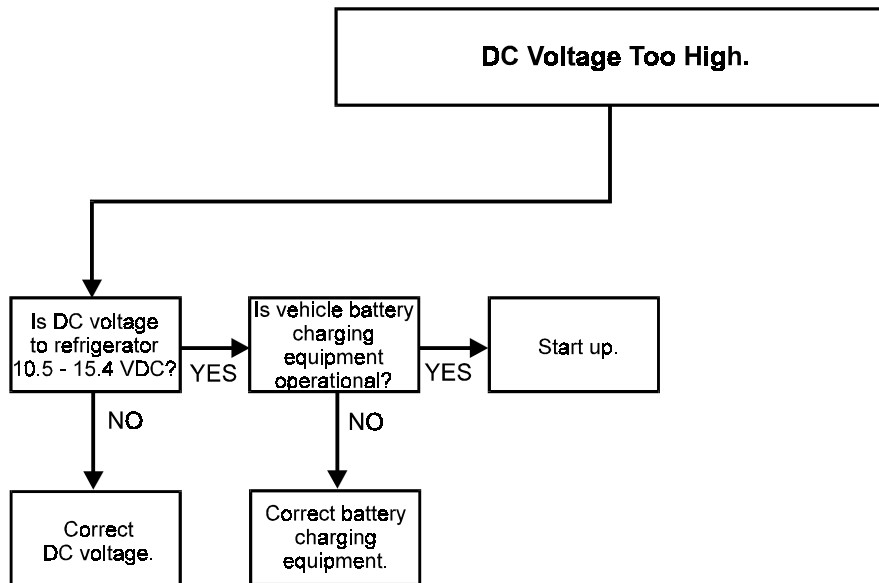 DC Voltage Too High.
Is DC voltage
to refrigerator
10.5 - 15.4 VDC?
YES
Is vehicle battery
charging
equipment
operational?
YES
Start up.
NO
NO
Correct
DC voltage.
Correct battery
charging
equipment.